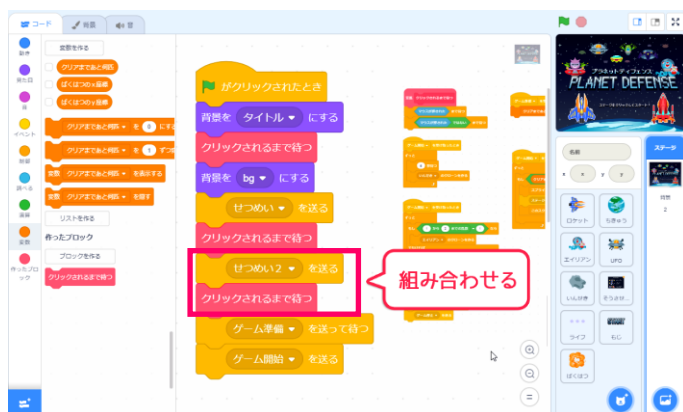 コード
背景
音
動き
見た目
音
イベント
制御
調べる
演算
変数
作ったブロック
変数を作る
クリアまであと何匹
ばくはつのx座標
ばくはつのy座標
クリアまであと何匹 を 0 にする
クリアまであと何匹 を 1 ずつ
変数 クリアまであと何匹 を表示する
変数 クリアまであと何匹 を隠す
リストを作る
作ったブロック
ブロックを作る
クリックされるまで待つ
がクリックされたとき
背景を タイトル にする
クリックされるまで待つ
背景を bg にする
せつめい を送る
クリックされるまで待つ
せつめい2 を送る
クリックされるまで待つ
ゲーム準備 を送って待つ
ゲーム開始 を送る
組み合わせる
プラネットディフェンス
PLANET DEFENSE
名前
x x y y
ロケット
ちきゅう
エイリアン
UFO
いんせき
ライフ
もじ
ばくはつ
ステージ
背景
2